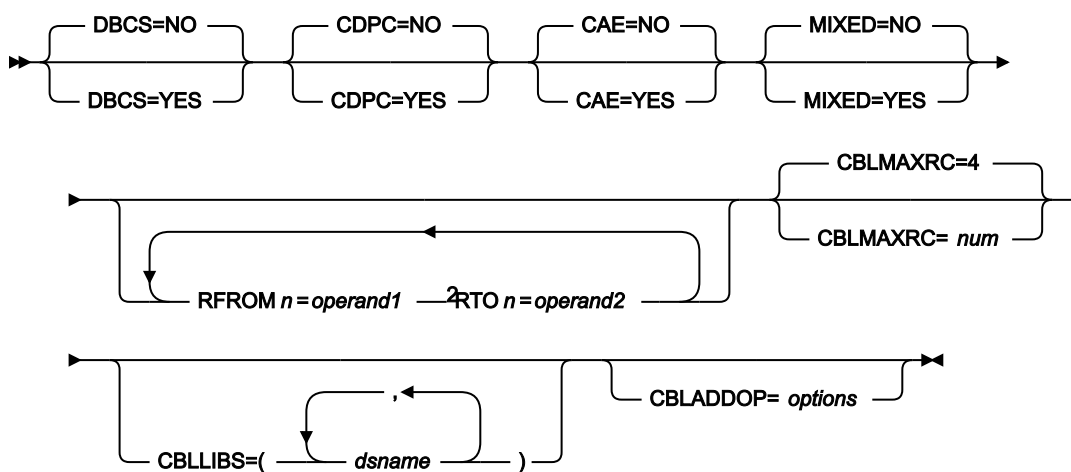 DBCS=NO CDPC=NO CAE=NO MIXED=NO
DBCS=YES CDPC=YES CAE=YES MIXED=YES
CBLMAXRC=4
CBLMAXRC= num
RFROM n = operand1 2 RTO n = operand2
CBLADDOP= options
,
CBLLIBS=( dsname )